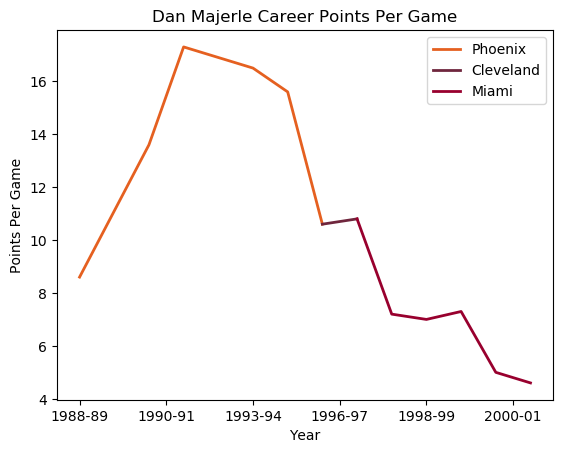 Dan Majerle Career Points Per Game
Phoenix
Cleveland
Miami
Points Per Game
16
14
12
10
8
6
4
1988-89 1990-91 1993-94 1996-97 1998-99 2000-01
Year